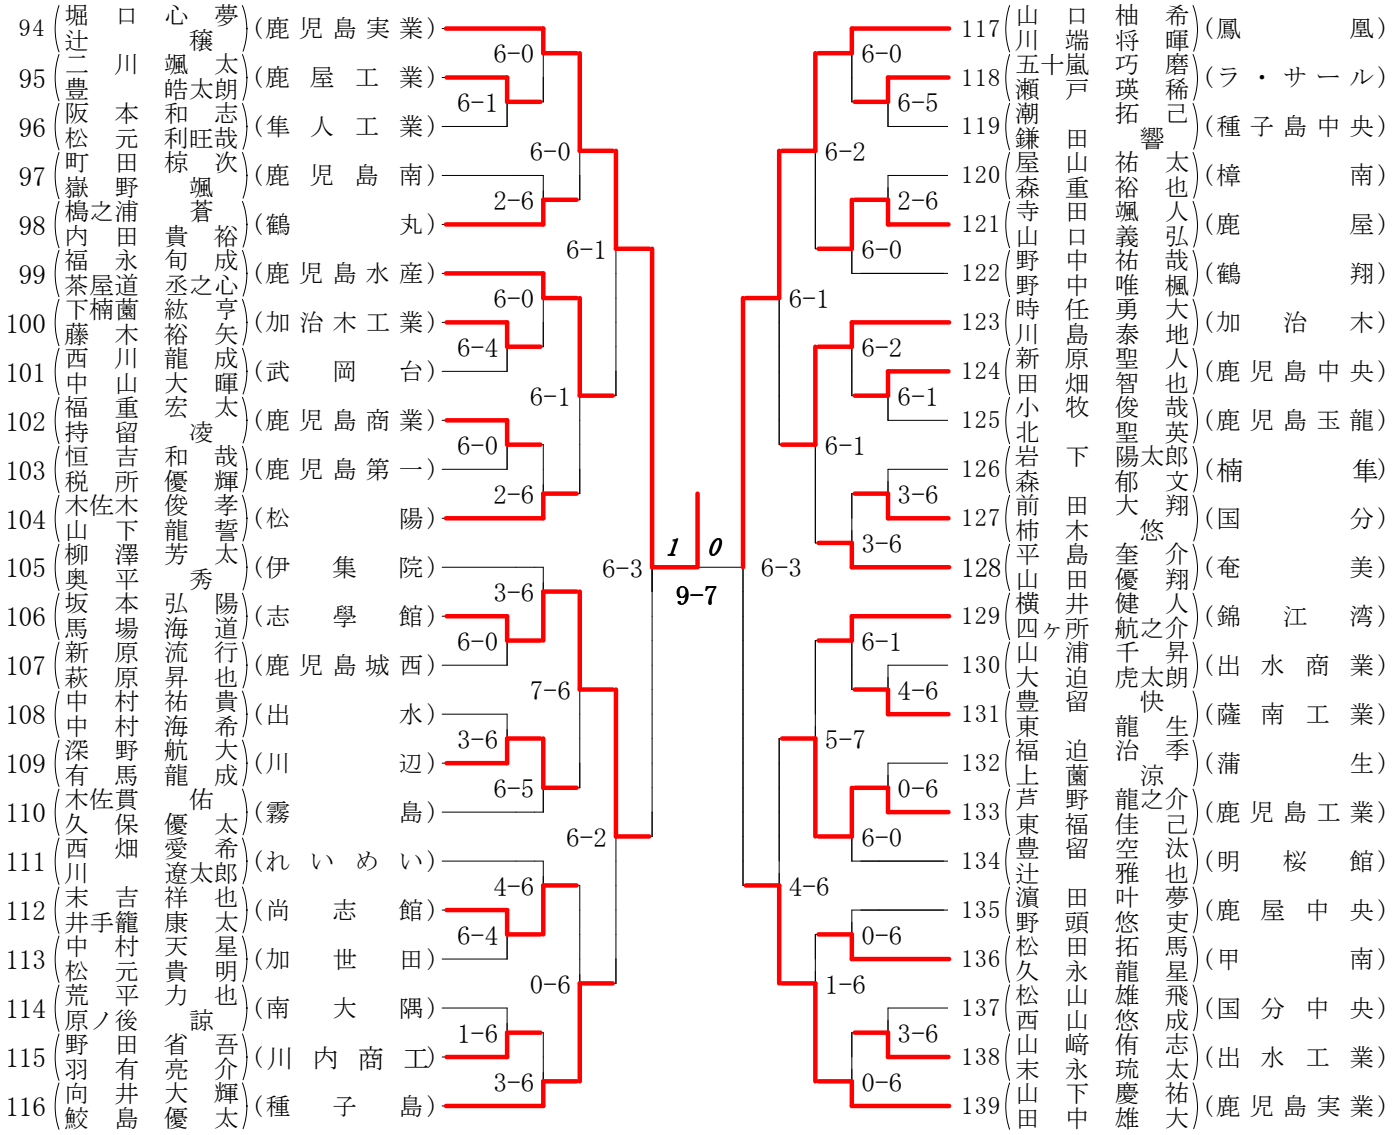 94 (堀口心夢 辻穣) (鹿児島実業)
95 (二川颯太 豊皓太朗) (鹿屋工業)
96 (阪本和志 松元利旺哉) (隼人工業)
97 (町田椋次 嶽野颯) (鹿児島南)
98 (樢之浦蒼 内田貴裕) (鶴丸)
99 (福永旬成 茶屋道丞之心) (鹿児島水産)
100 (下楠薗紘亨 藤木裕矢) (加治木工業)
101 (西川龍成 中山大暉) (武岡台)
102 (福重宏太 持留凌) (鹿児島商業)
103 (恒吉和哉 税所優輝) (鹿児島第一)
104 (木佐木俊孝 山下龍誓) (松陽)
105 (柳澤芳太 奥平秀) (伊集院)
106 (坂本弘陽 馬場海道) (志學館)
107 (新原流行 萩原昇也) (鹿児島城西)
108 (中村祐貴 中村海希) (出水)
109 (深野航大 有馬龍成) (川辺)
110 (木佐貫佑 久保優太) (霧島)
111 (西畑愛希 川遼太郎) (れいめい)
112 (末吉祥也 井手籠康太) (尚志館)
113 (中村天星 松元貴明) (加世田)
114 (荒平力也 原ノ後諒) (南大隅)
115 (野田省吾 羽有亮介) (川内商工)
116 (向井大輝 鮫島優太) (種子島)
6-0
6-1
6-0
2-6
6-1
6-0
6-4
6-1
6-0
2-6
6-3
3-6
6-0
7-6
3-6
6-5
6-2
4-6
6-4
0-6
1-6
3-6
1 0
9-7
117 (山口柚希 川端将暉) (鳳凰)
118 (五十嵐巧磨 瀬戸瑛稀) (ラ・サール)
119 (潮拓己 鎌田響) (種子島中央)
120 (屋山祐太 森重裕也) (樟南)
121 (寺田颯人 山口義弘) (鹿屋)
122 (野中祐哉 野中唯楓) (鶴翔)
123 (時任勇大 川島泰地) (加治木)
124 (新原聖人 田畑智也) (鹿児島中央)
125 (小牧俊哉 北聖英) (鹿児島玉龍)
126 (岩下陽太郎 森郁文) (楠隼)
127 (前田大翔 柿木悠) (国分)
128 (平島奎介 山田優翔) (奄美)
129 (横井健人 四ヶ所航之介) (錦江湾)
130 (山浦千昇 大迫虎太朗) (出水商業)
131 (豊留快 東龍生) (薩南工業)
132 (福迫治季 上薗涼) (蒲生)
133 (芦野龍之介 東福佳己) (鹿児島工業)
134 (豊留空汰 辻雅也) (明桜館)
135 (濵田叶夢 野頭悠吏) (鹿屋中央)
136 (松田拓馬 久永龍星) (甲南)
137 (松山雄飛 西山悠成) (国分中央)
138 (山﨑侑志 末永琉太) (出水工業)
139 (山下慶祐 田中雄大) (鹿児島実業)
6-0
6-5
6-2
2-6
6-0
6-1
6-2
6-1
6-1
3-6
3-6
6-3
6-1
4-6
5-7
0-6
6-0
4-6
0-6
1-6
3-6
0-6